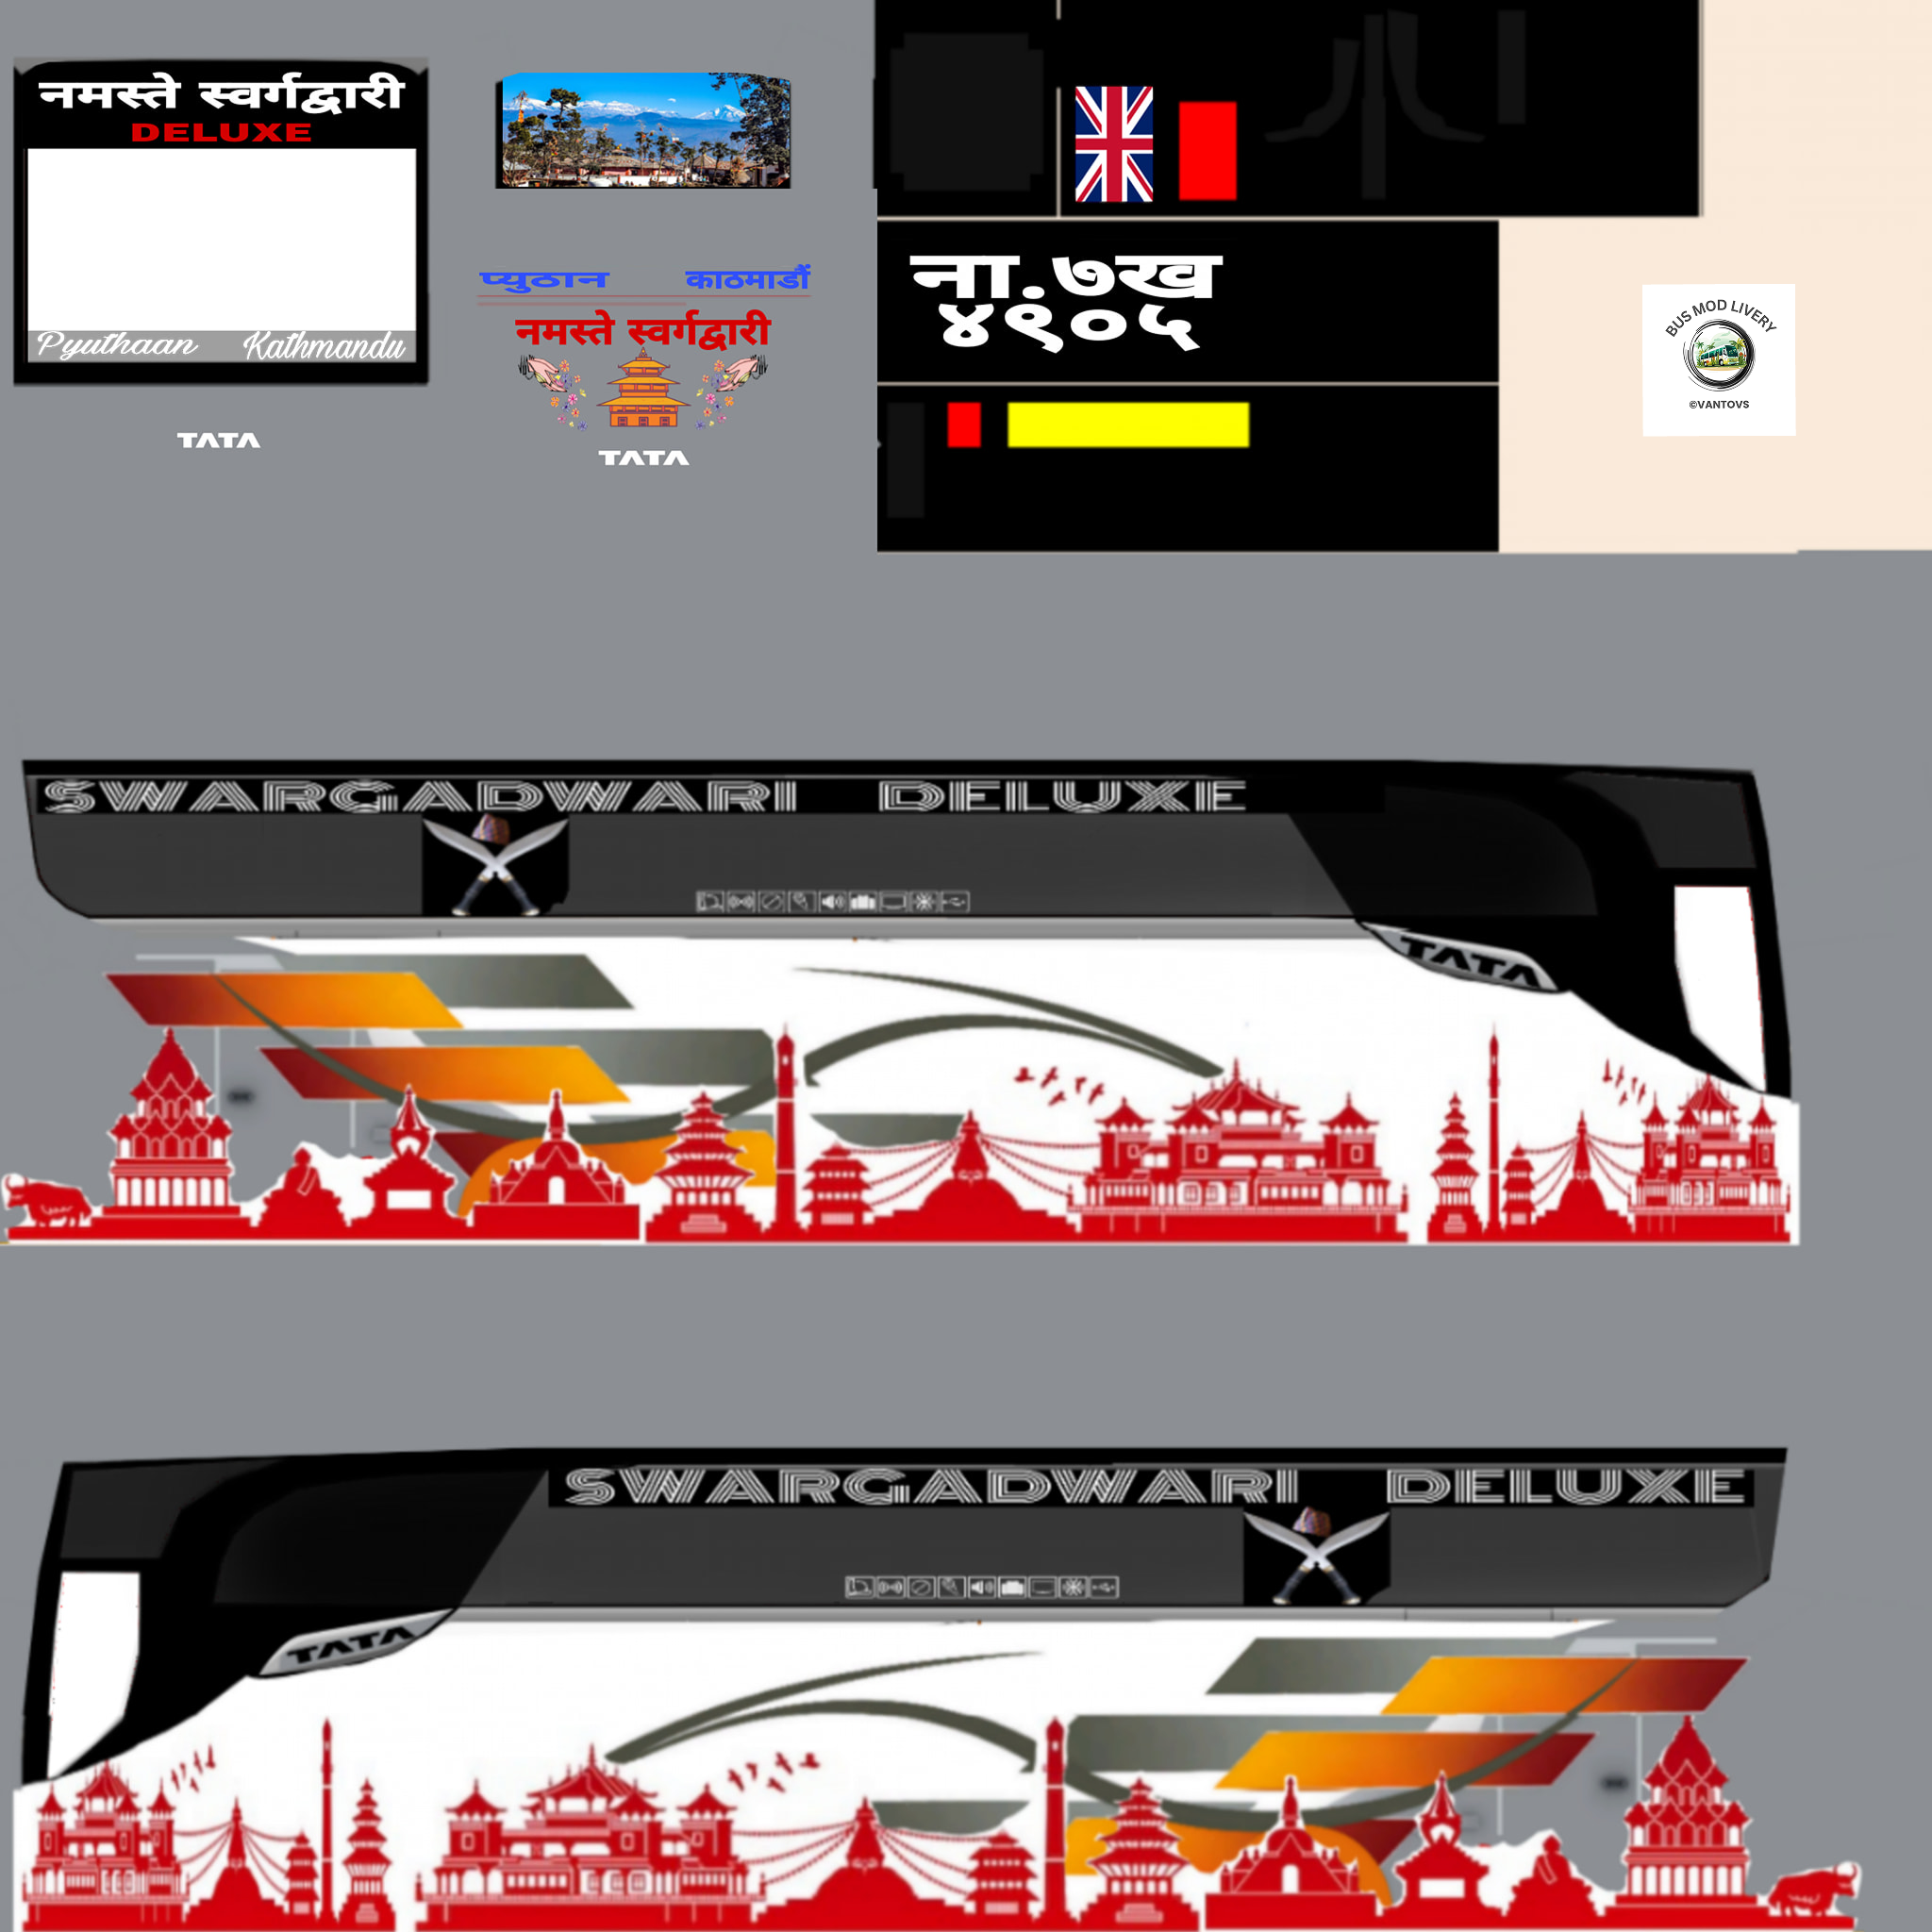 नमस्ते स्वर्गद्वारी
DELUXE
Pyuthaan Kathmandu
TATA
प्युठान काठमाडौं
नमस्ते स्वर्गद्वारी
TATA
ना.७ख
४९०५
BUS MOD LIVERY
©VANTOVS
SWARGADWARI DELUXE
TATA
SWARGADWARI DELUXE
TATA